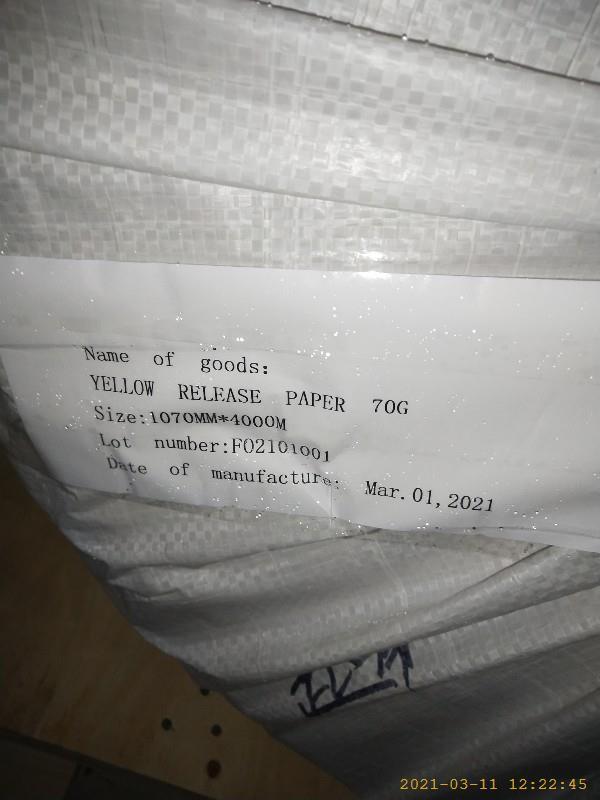 Name of goods:
YELLOW RELEASE PAPER 70G
Size:1070MM*4000M
Lot number:F02101001
Date of manufacture: Mar.01,2021
2021-03-11 12:22:45